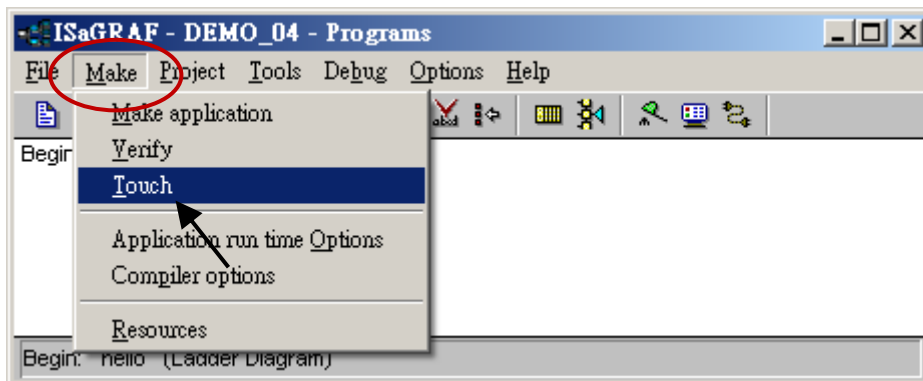 ISaGRAF - DEMO_04 - Programs
File Make Project Tools Debug Options Help
Make application
Begin
Verify
Touch
Application run time Options
Compiler options
Resources
Begin: hello (Ladder Diagram)